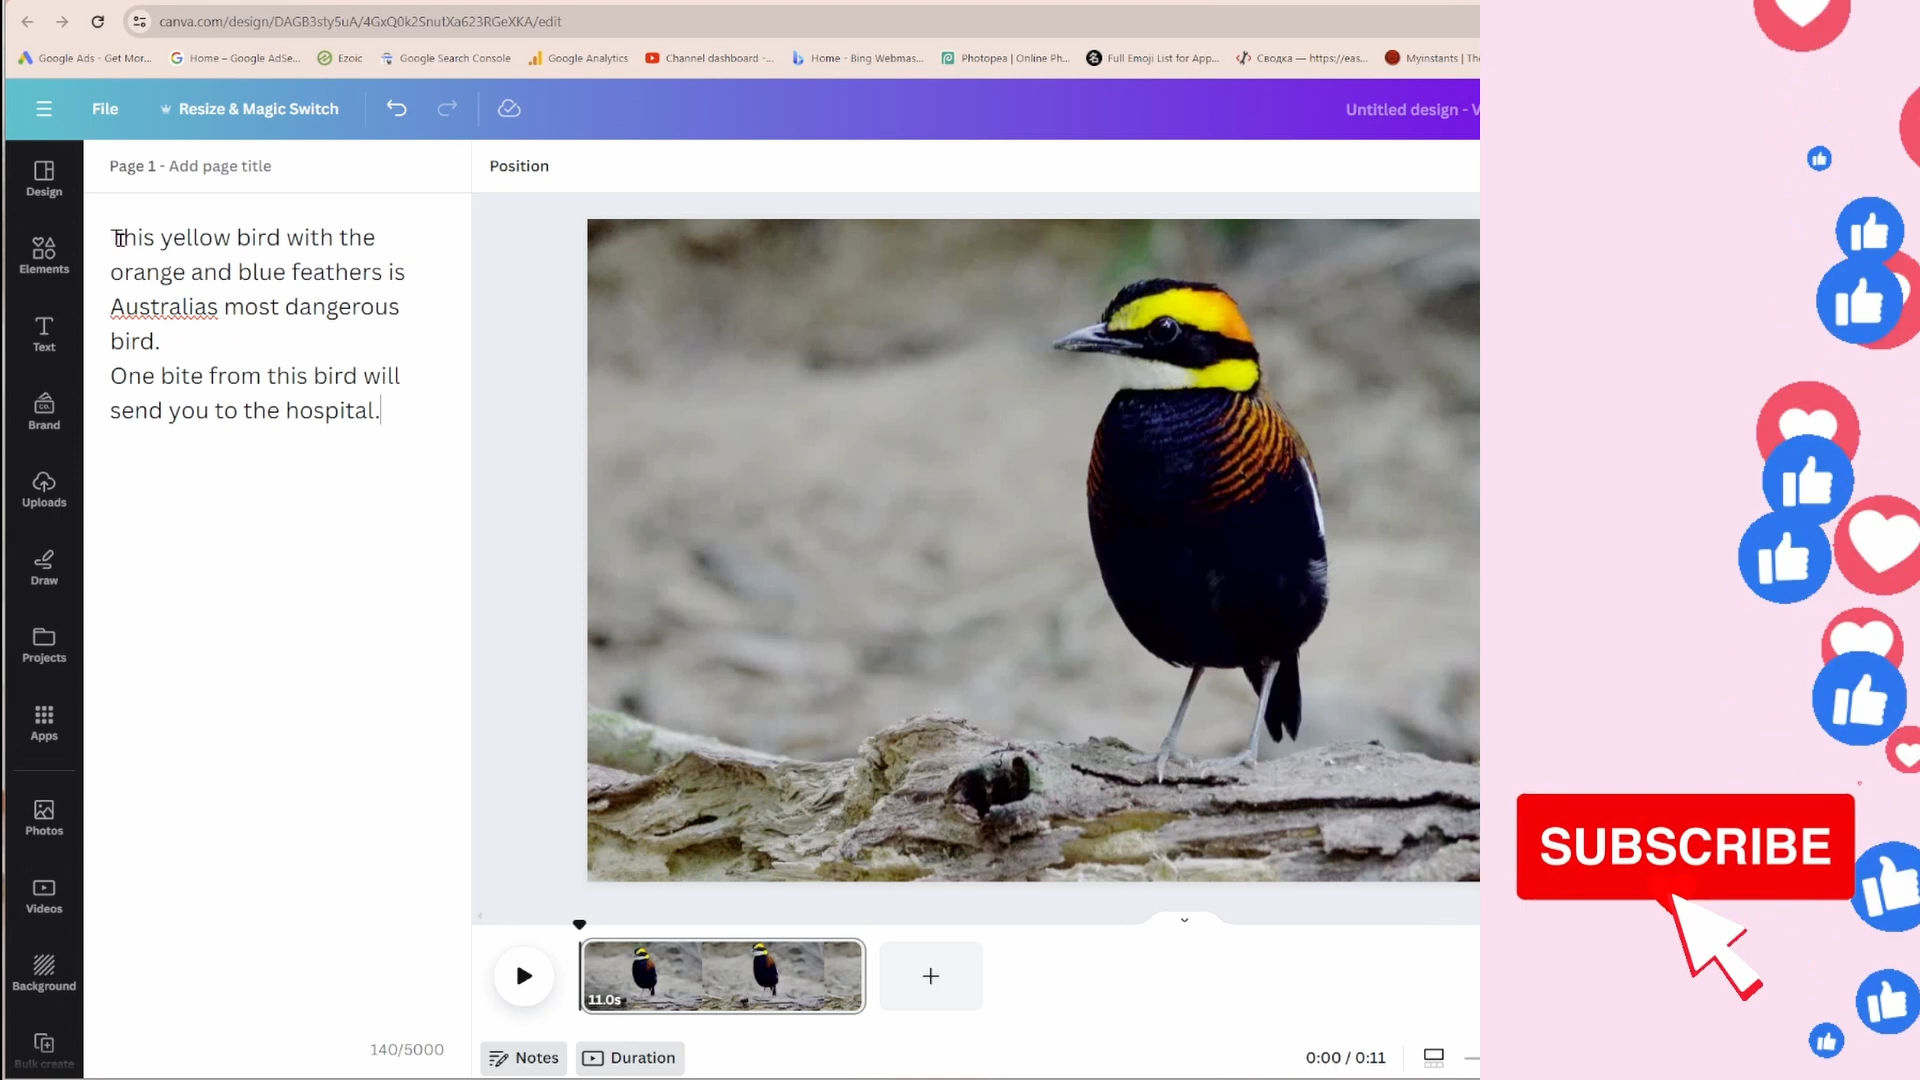 canva.com/design/DAGB3sty5uA/4GxQ0k2SnutXa623RGeXKA/edit
Google Ads - Get Mor...
Home – Google AdSe...
Ezoic
Google Search Console
Google Analytics
Channel dashboard -...
Home - Bing Webmas...
Photopea | Online Ph...
Full Emoji List for App...
Сводка — https://eas...
Myinstants | Th
File
Resize & Magic Switch
Untitled design - V
Design
Elements
Text
Brand
Uploads
Draw
Projects
Apps
Photos
Videos
Background
Bulk create
Page 1 - Add page title
Position
This yellow bird with the
orange and blue feathers is
Australias most dangerous
bird.
One bite from this bird will
send you to the hospital.
140/5000
SUBSCRIBE
11.0s
Notes
Duration
0:00 / 0:11